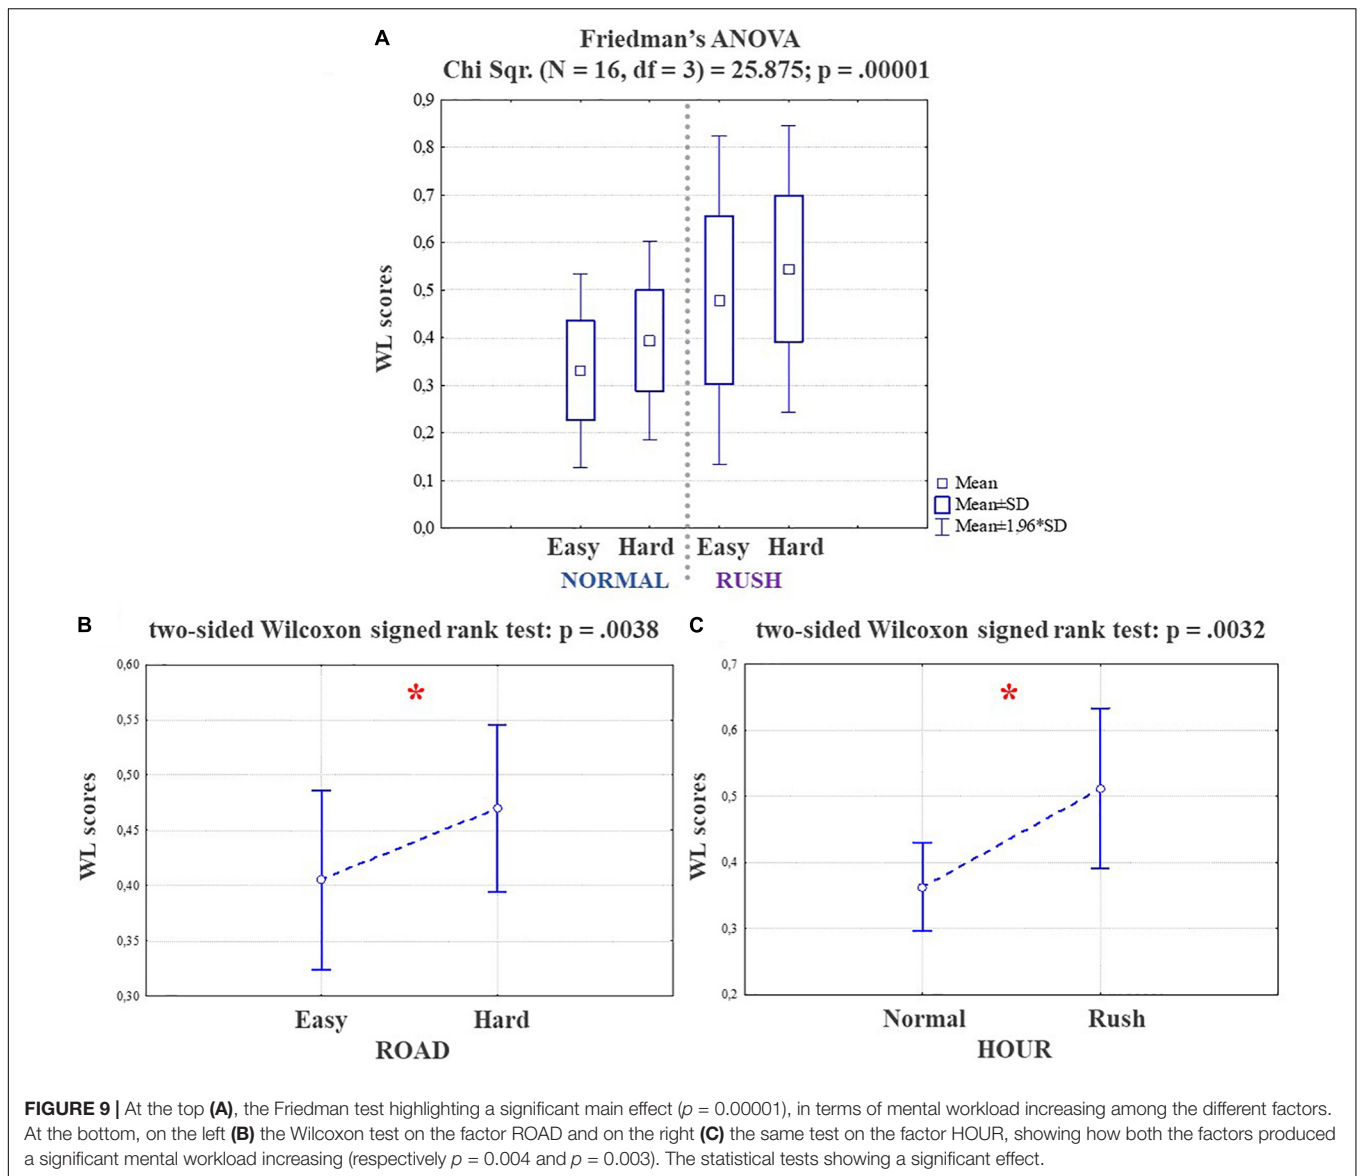 A
Friedman's ANOVA
Chi Sqr. (N = 16, df = 3) = 25.875; p = .00001
0,9
0,8
0,7
0,6
0,5
0,4
0,3
0,2
0,1
0,0
WL scores
Easy Hard Easy Hard
NORMAL RUSH
Mean
Mean±SD
Mean±1,96*SD
B
two-sided Wilcoxon signed rank test: p = .0038
*
0,60
0,55
0,50
0,45
0,40
0,35
0,30
WL scores
Easy Hard
ROAD
C
two-sided Wilcoxon signed rank test: p = .0032
*
0,7
0,6
0,5
0,4
0,3
0,2
WL scores
Normal Rush
HOUR
FIGURE 9 | At the top (A), the Friedman test highlighting a significant main effect (p = 0.00001), in terms of mental workload increasing among the different factors.
At the bottom, on the left (B) the Wilcoxon test on the factor ROAD and on the right (C) the same test on the factor HOUR, showing how both the factors produced
a significant mental workload increasing (respectively p = 0.004 and p = 0.003). The statistical tests showing a significant effect.